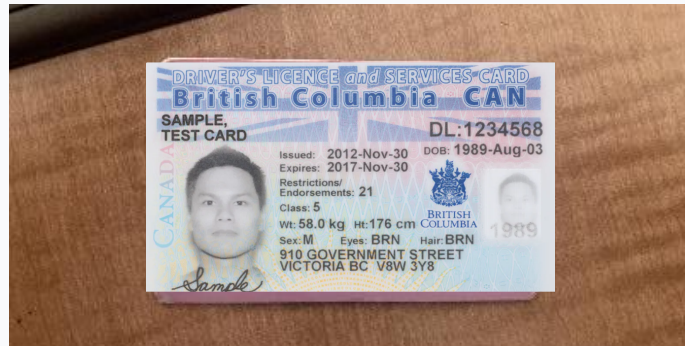 DRIVER'S LICENCE and SERVICES CARD
British Columbia CAN
SAMPLE,
TEST CARD
DL:1234568
Issued: 2012-Nov-30
DOB: 1989-Aug-03
Expires: 2017-Nov-30
Restrictions/
Endorsements: 21
Class: 5
Wt: 58.0 kg Ht: 176 cm
Sex: M Eyes: BRN Hair: BRN
910 GOVERNMENT STREET
VICTORIA BC V8W 3Y8
CANADA
BRITISH
COLUMBIA
1989
Sample